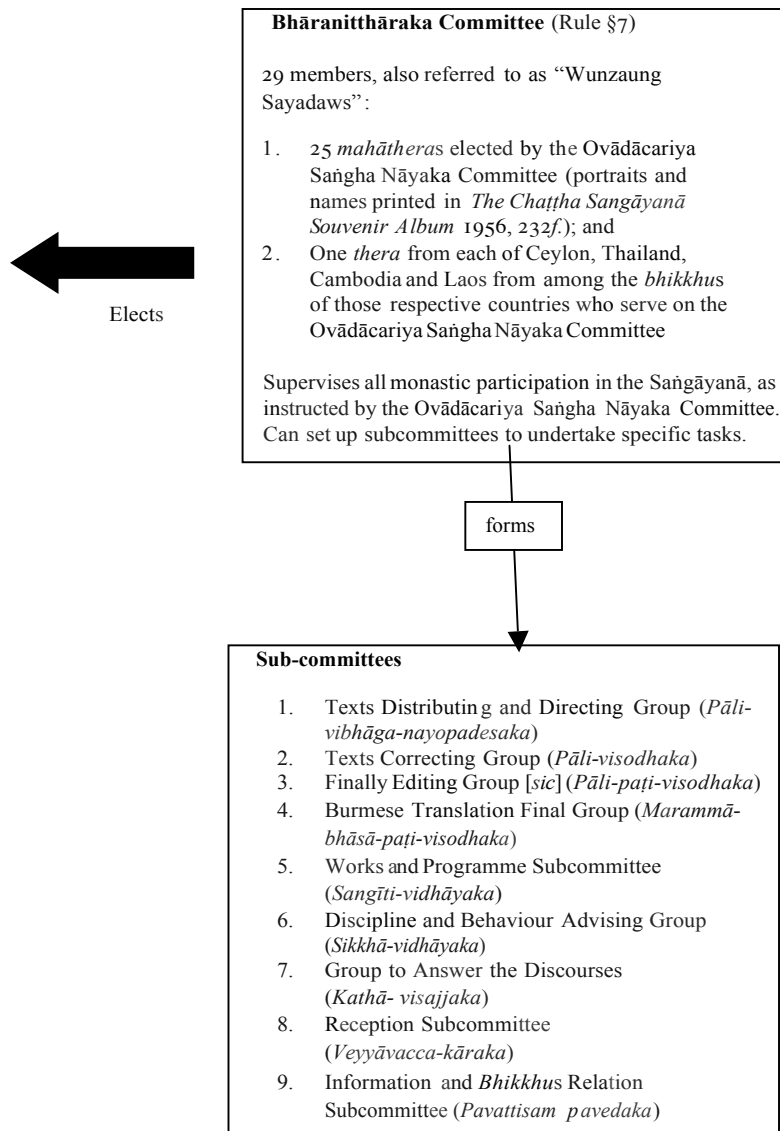 Bhāranitthāraka Committee (Rule §7)
29 members, also referred to as “Wunzaung
Sayadaws”:
1. 25 mahātheras elected by the Ovādācariya
Saṅgha Nāyaka Committee (portraits and
names printed in The Chaṭṭha Sangāyanā
Souvenir Album 1956, 232f.); and
2. One thera from each of Ceylon, Thailand,
Cambodia and Laos from among the bhikkhus
of those respective countries who serve on the
Ovādācariya Saṅgha Nāyaka Committee
Elects
Supervises all monastic participation in the Saṅgāyanā, as
instructed by the Ovādācariya Saṅgha Nāyaka Committee.
Can set up subcommittees to undertake specific tasks.
forms
Sub-committees
1. Texts Distributing and Directing Group (Pāli-
vibhāga-nayopadesaka)
2. Texts Correcting Group (Pāli-visodhaka)
3. Finally Editing Group [sic] (Pāli-paṭi-visodhaka)
4. Burmese Translation Final Group (Marammā-
bhāsā-paṭi-visodhaka)
5. Works and Programme Subcommittee
(Sangīti-vidhāyaka)
6. Discipline and Behaviour Advising Group
(Sikkhā-vidhāyaka)
7. Group to Answer the Discourses
(Kathā- visajjaka)
8. Reception Subcommittee
(Veyyāvacca-kāraka)
9. Information and Bhikkhus Relation
Subcommittee (Pavattisam pavedaka)